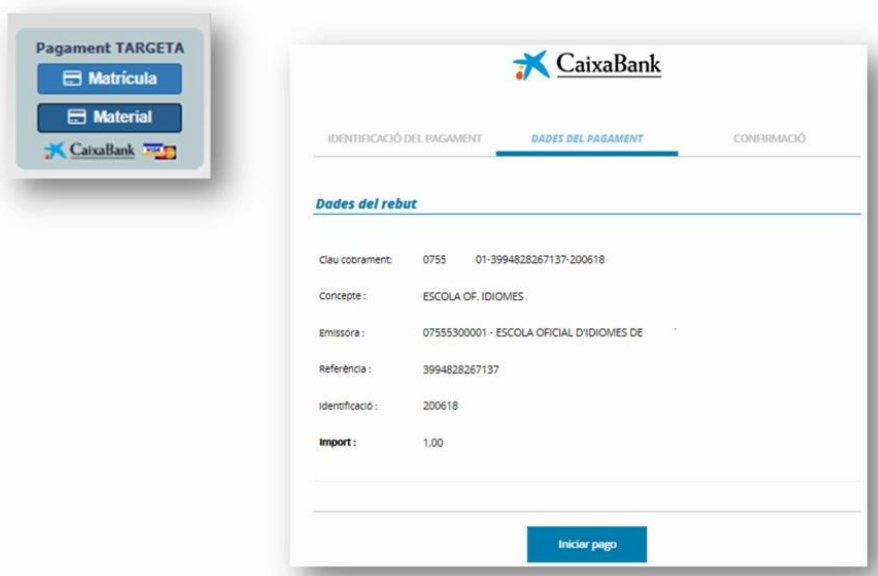 Pagament TARGETA
Matrícula
Material
CaixaBank VISA
CaixaBank
IDENTIFICACIÓ DEL PAGAMENT DADES DEL PAGAMENT CONFIRMACIÓ
Dades del rebut
Clau cobrament: 0755 01-3994828267137-200618
Concepte : ESCOLA OF. IDIOMES
Emissora : 07555300001 - ESCOLA OFICIAL D'IDIOMES DE
Referència : 3994828267137
Identificació : 200618
Import : 1,00
Iniciar pago